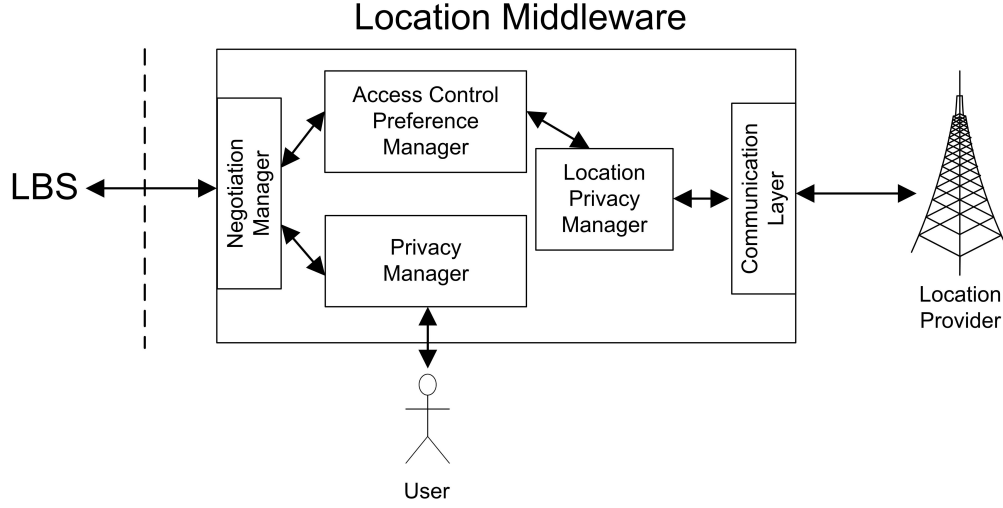 Location Middleware
LBS
Negotiation
Manager
Access Control
Preference
Manager
Privacy
Manager
Location
Privacy
Manager
Communication
Layer
Location
Provider
User